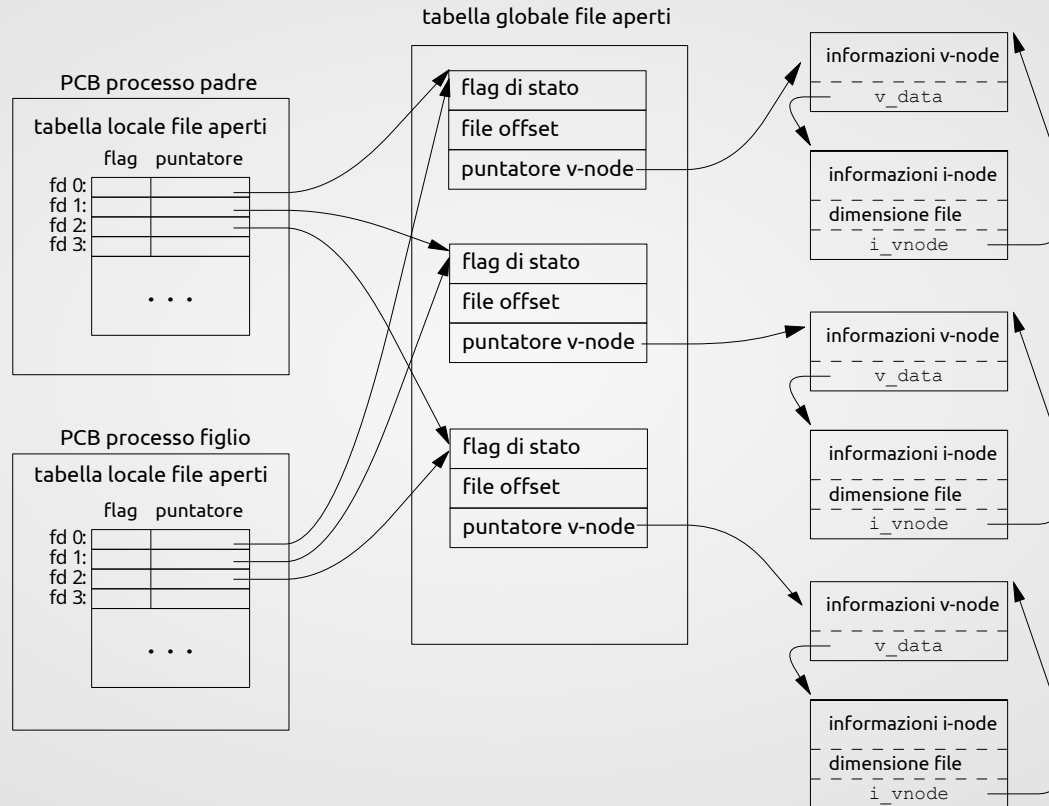 tabella globale file aperti
PCB processo padre
tabella locale file aperti
flag puntatore
fd 0:
fd 1:
fd 2:
fd 3:
. . .
PCB processo figlio
tabella locale file aperti
flag puntatore
fd 0:
fd 1:
fd 2:
fd 3:
. . .
flag di stato
file offset
puntatore v-node
flag di stato
file offset
puntatore v-node
flag di stato
file offset
puntatore v-node
informazioni v-node
v_data
informazioni i-node
dimensione file
i_vnode
informazioni v-node
v_data
informazioni i-node
dimensione file
i_vnode
informazioni v-node
v_data
informazioni i-node
dimensione file
i_vnode